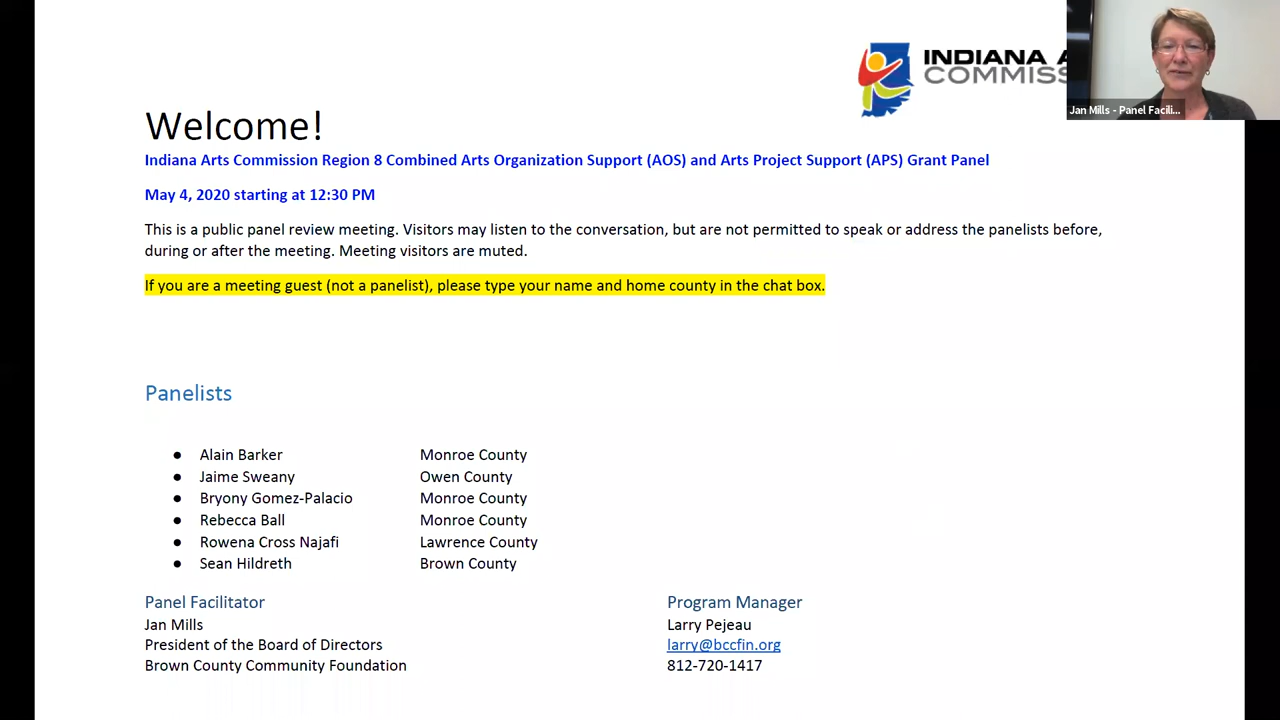 INDIANA A
COMMISS
Jan Mills - Panel Facili...
Welcome!
Indiana Arts Commission Region 8 Combined Arts Organization Support (AOS) and Arts Project Support (APS) Grant Panel
May 4, 2020 starting at 12:30 PM
This is a public panel review meeting. Visitors may listen to the conversation, but are not permitted to speak or address the panelists before,
during or after the meeting. Meeting visitors are muted.
If you are a meeting guest (not a panelist), please type your name and home county in the chat box.
Panelists
● Alain Barker Monroe County
● Jaime Sweany Owen County
● Bryony Gomez-Palacio Monroe County
● Rebecca Ball Monroe County
● Rowena Cross Najafi Lawrence County
● Sean Hildreth Brown County
Panel Facilitator Program Manager
Jan Mills Larry Pejeau
President of the Board of Directors larry@bccfin.org
Brown County Community Foundation 812-720-1417